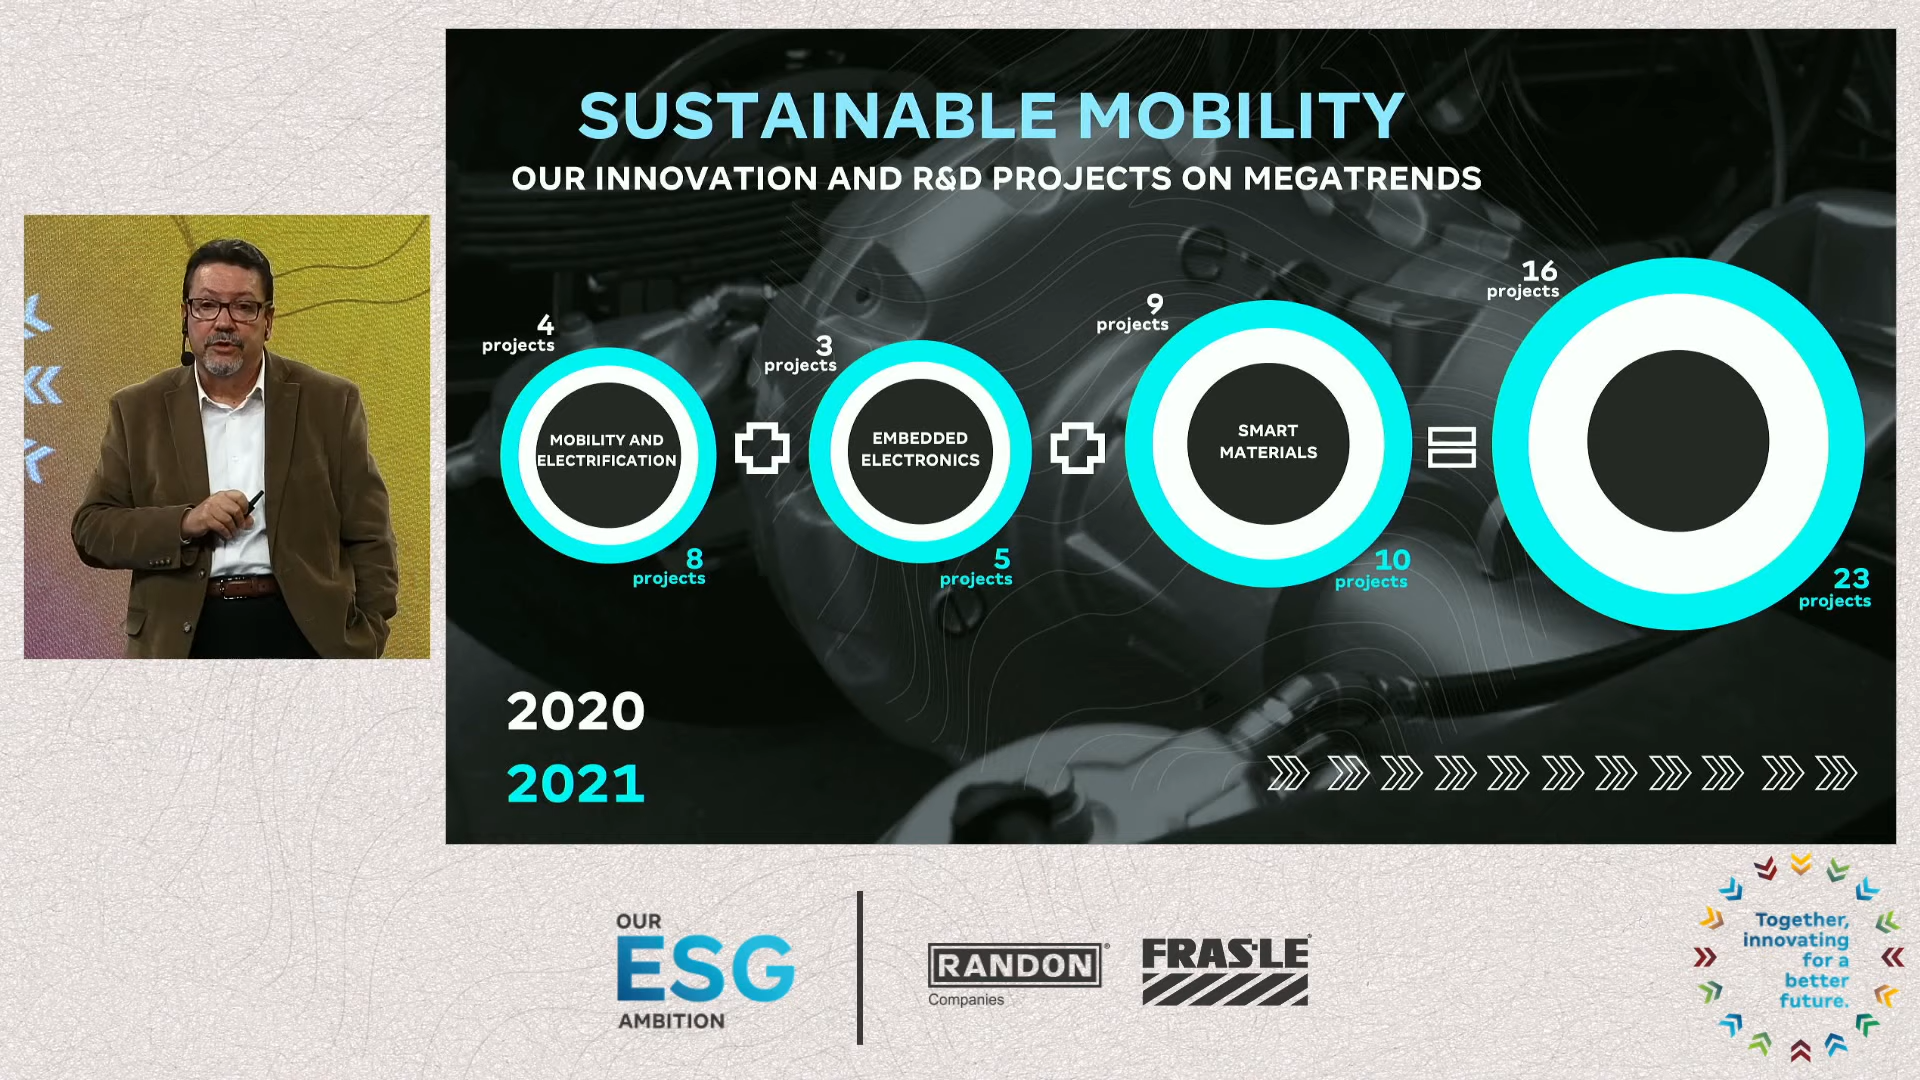 SUSTAINABLE MOBILITY
OUR INNOVATION AND R&D PROJECTS ON MEGATRENDS
4
projects
MOBILITY AND
ELECTRIFICATION
8
projects
3
projects
EMBEDDED
ELECTRONICS
5
projects
9
projects
SMART
MATERIALS
10
projects
16
projects
23
projects
2020
2021
OUR
ESG
AMBITION
RANDON®
Companies
FRAS-LE®
Together,
innovating
for a
better
future.